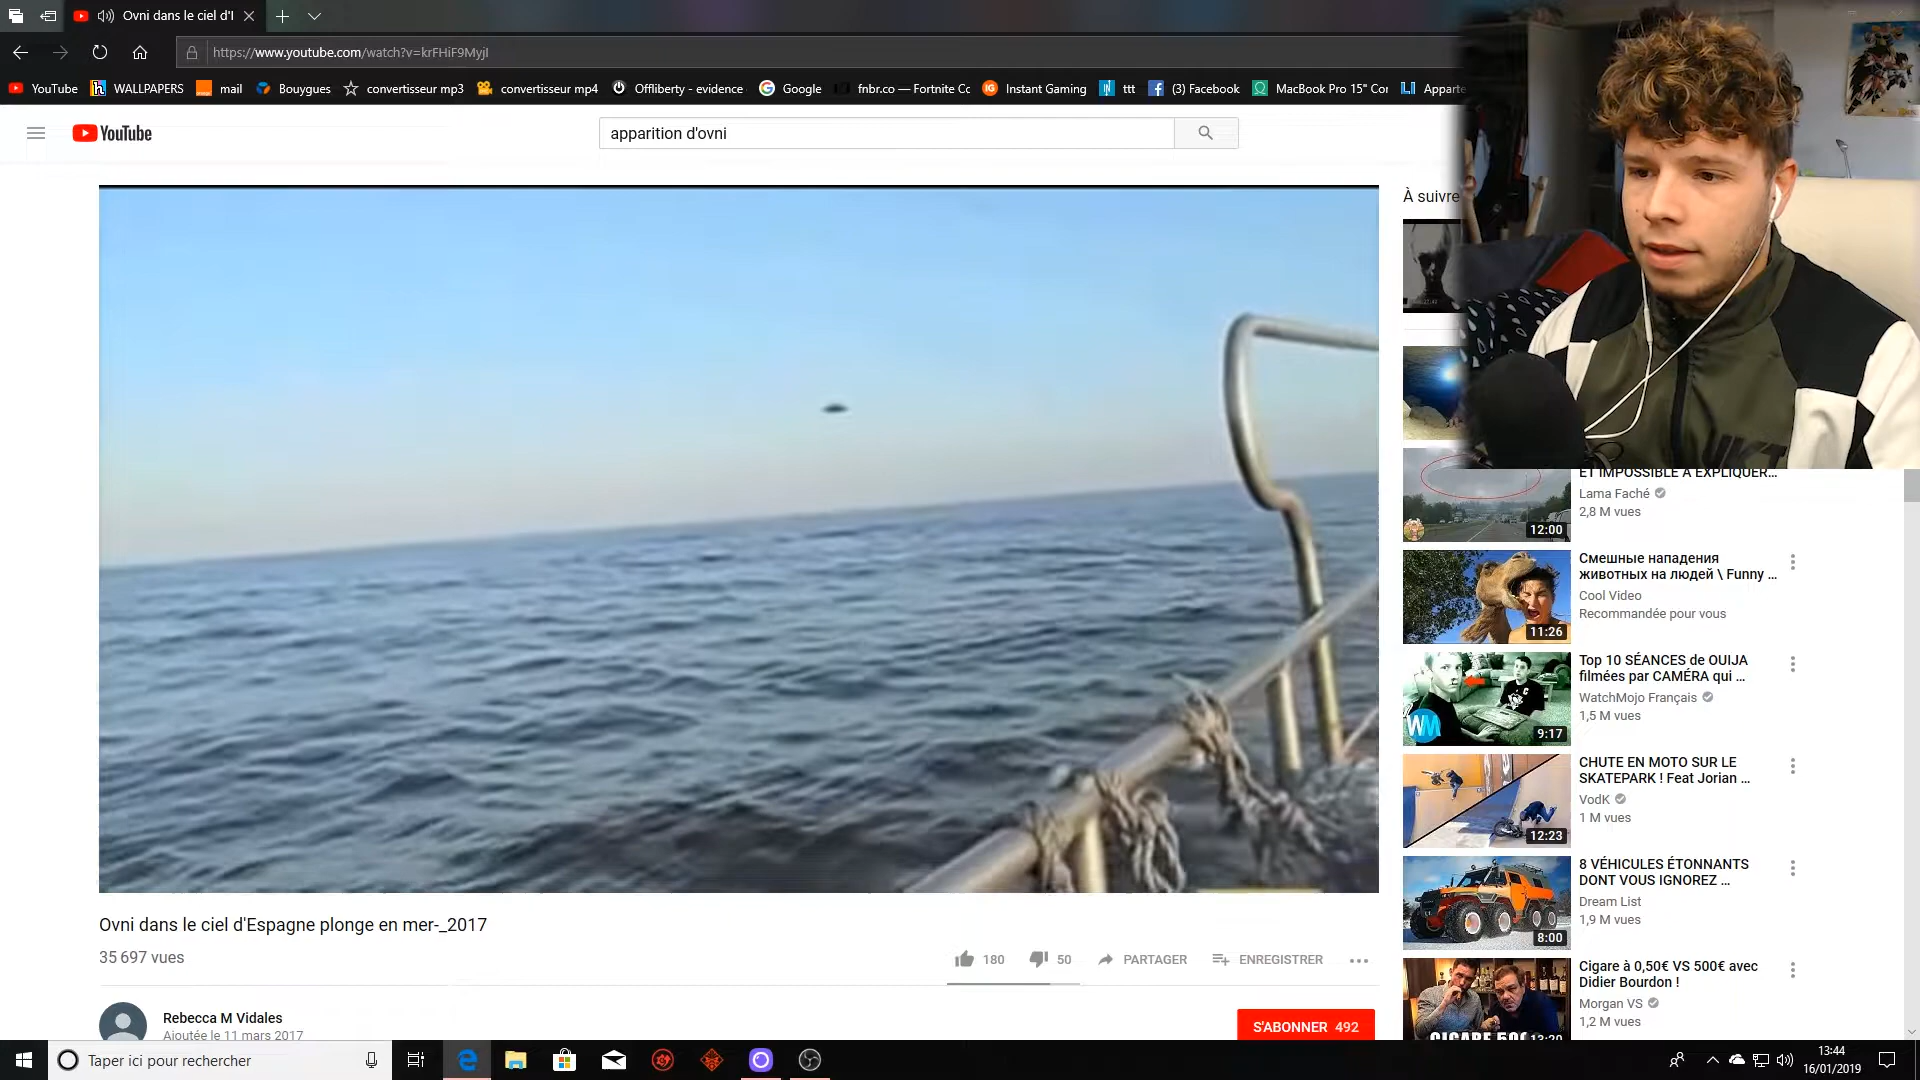 Ovni dans le ciel d'I
https://www.youtube.com/watch?v=krFHiF9MyjI
YouTube
WALLPAPERS
mail
Bouygues
convertisseur mp3
convertisseur mp4
Offliberty - evidence
Google
fnbr.co — Fortnite Cc
Instant Gaming
ttt
(3) Facebook
MacBook Pro 15" Cor
Apparte
YouTube
apparition d'ovni
À suivre
ET IMPOSSIBLE À EXPLIQUER...
Lama Faché
2,8 M vues
12:00
Смешные нападения
животных на людей \ Funny ...
Cool Video
Recommandée pour vous
11:26
Top 10 SÉANCES de OUIJA
filmées par CAMÉRA qui ...
WatchMojo Français
1,5 M vues
WM
9:17
CHUTE EN MOTO SUR LE
SKATEPARK ! Feat Jorian ...
VodK
1 M vues
12:23
8 VÉHICULES ÉTONNANTS
DONT VOUS IGNOREZ ...
Dream List
1,9 M vues
8:00
Cigare à 0,50€ VS 500€ avec
Didier Bourdon !
Morgan VS
1,2 M vues
Ovni dans le ciel d'Espagne plonge en mer-_2017
35 697 vues
180
50
PARTAGER
ENREGISTRER
Rebecca M Vidales
Ajoutée le 11 mars 2017
S'ABONNER 492
Taper ici pour rechercher
13:44
16/01/2019